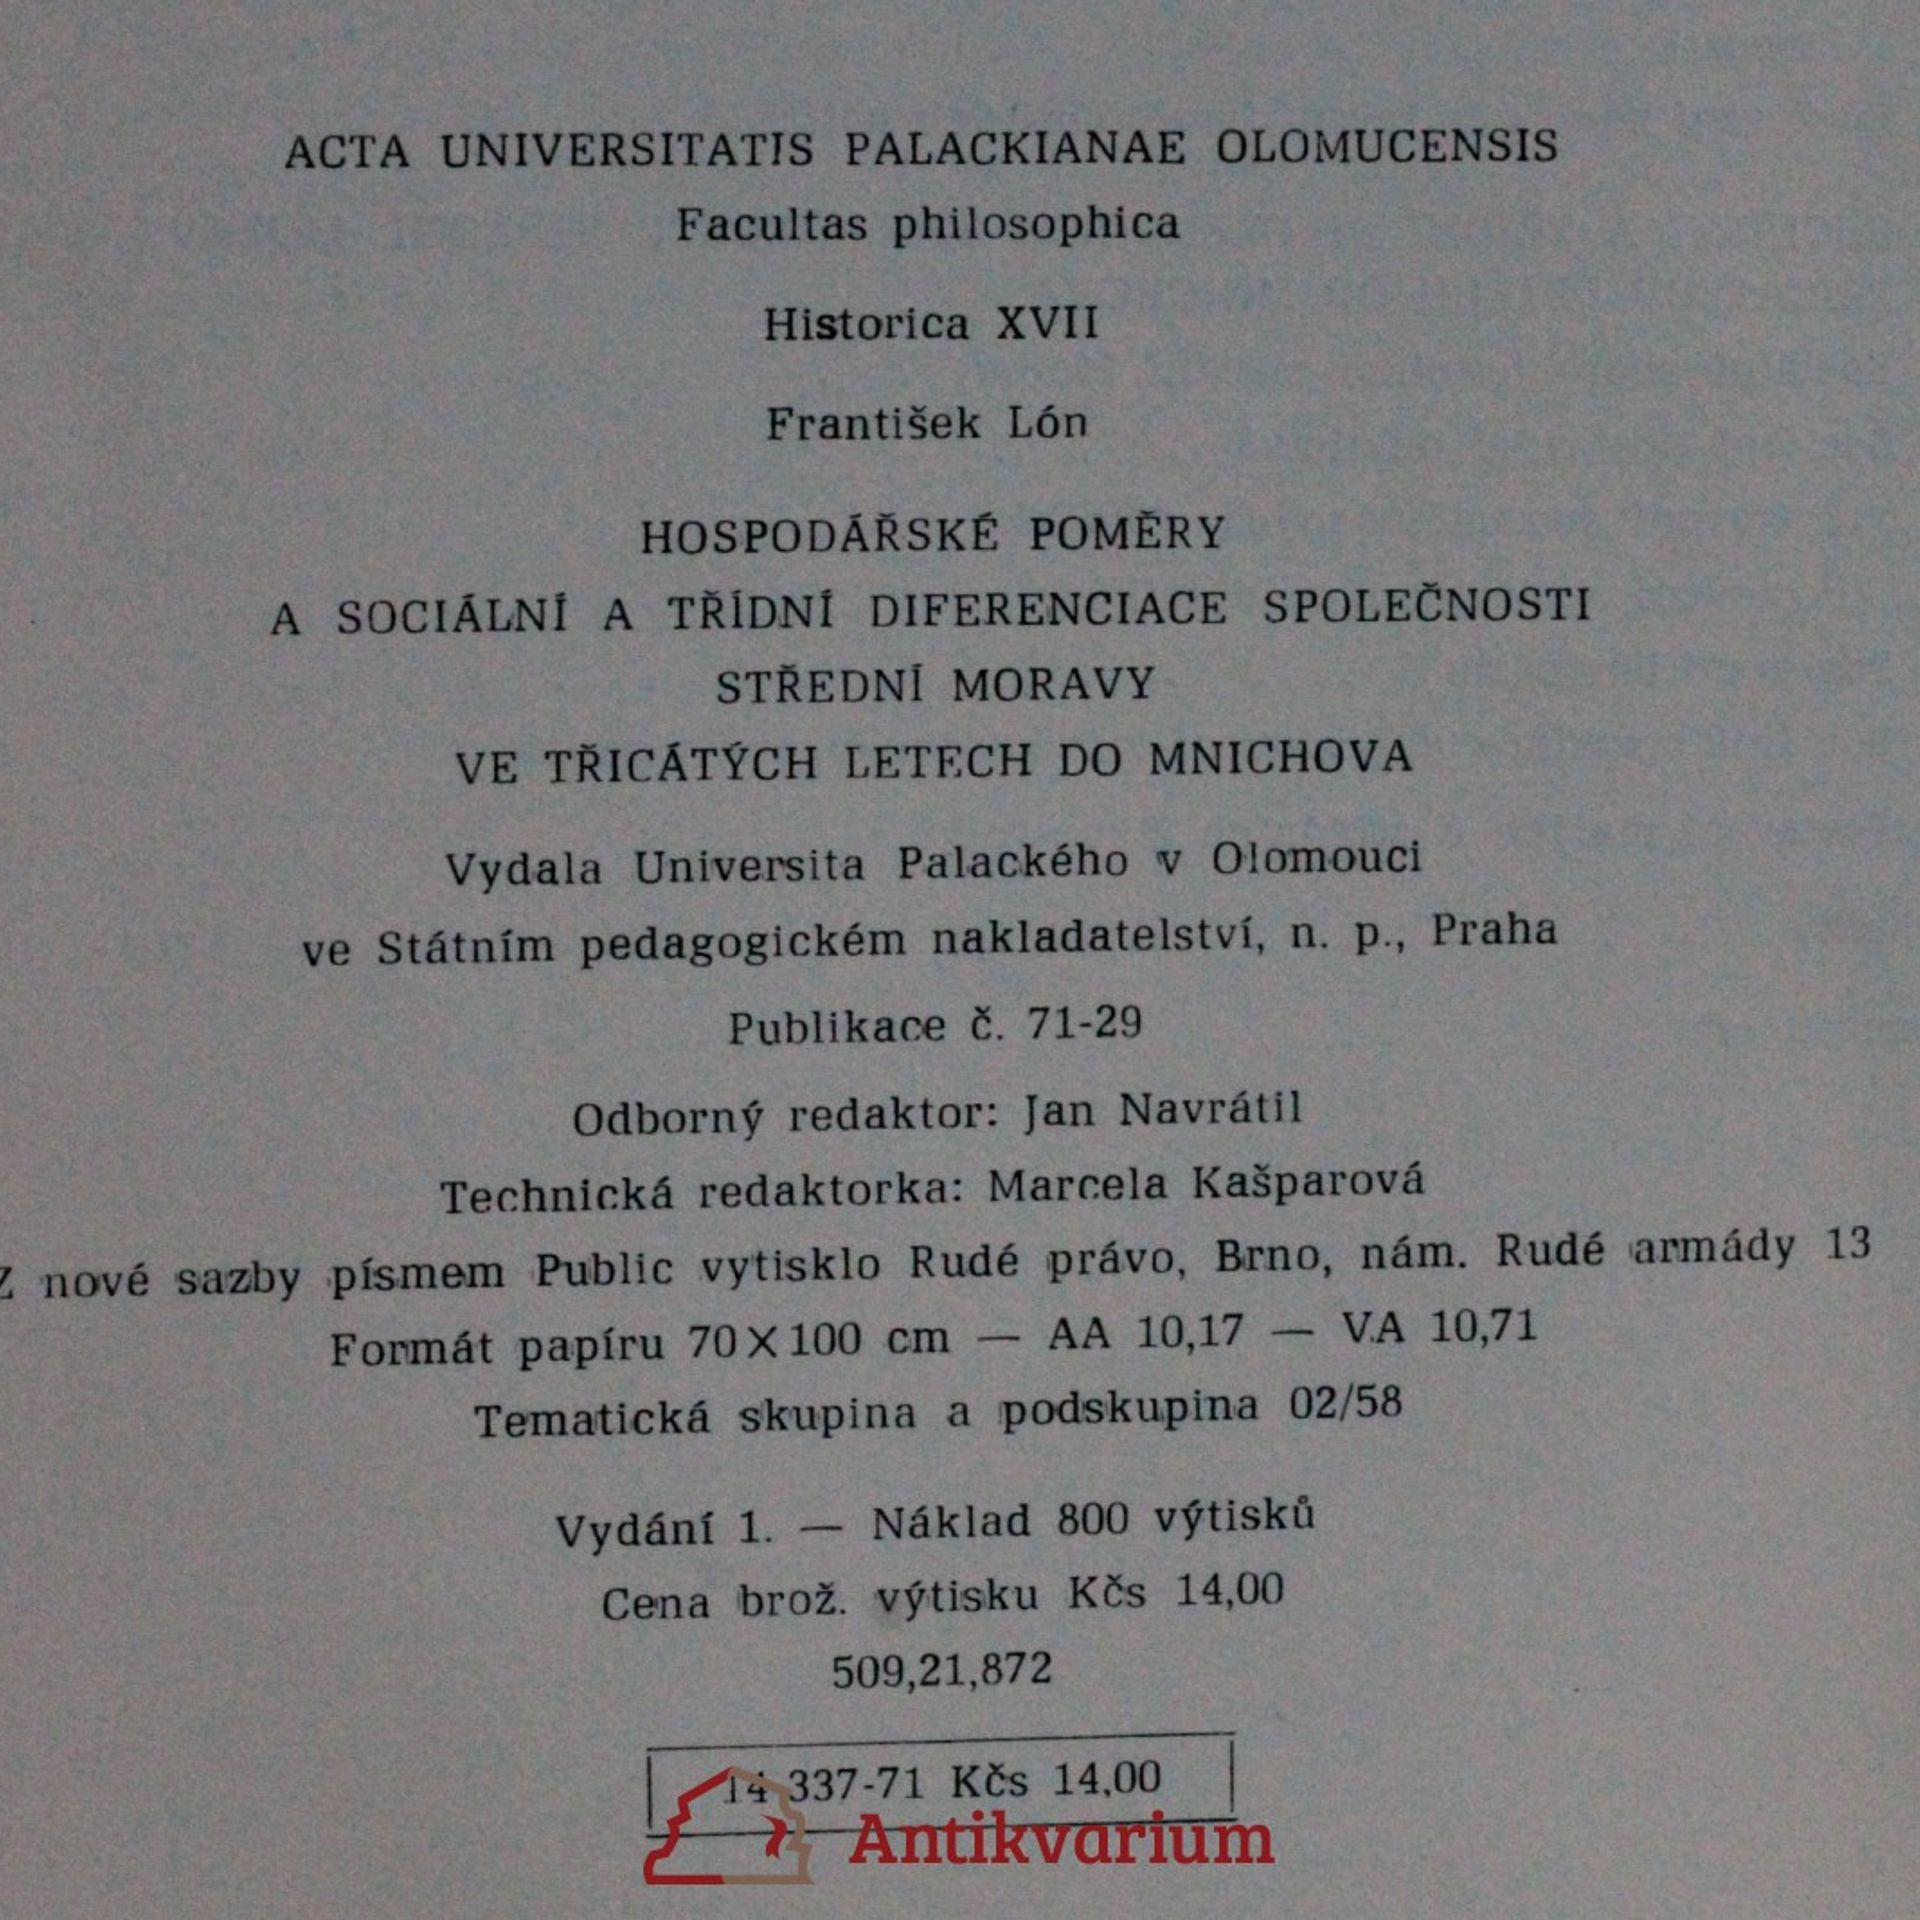 ACTA UNIVERSITATIS PALACKIANAE OLOMUCENSIS
Facultas philosophica
Historica XVII
František Lón
HOSPODÁŘSKÉ POMĚRY
A SOCIÁLNÍ A TŘÍDNÍ DIFERENCIACE SPOLEČNOSTI
STŘEDNÍ MORAVY
VE TŘICÁTÝCH LETECH DO MNICHOVA
Vydala Universita Palackého v Olomouci
ve Státním pedagogickém nakladatelství, n. p., Praha
Publikace č. 71-29
Odborný redaktor: Jan Navrátil
Technická redaktorka: Marcela Kašparová
Z nové sazby písmem Public vytisklo Rudé právo, Brno, nám. Rudé armády 13
Formát papíru 70×100 cm — AA 10,17 — VA 10,71
Tematická skupina a podskupina 02/58
Vydání 1. — Náklad 800 výtisků
Cena brož. výtisku Kčs 14,00
509,21,872
14 337-71 Kčs 14,00
Antikvarium